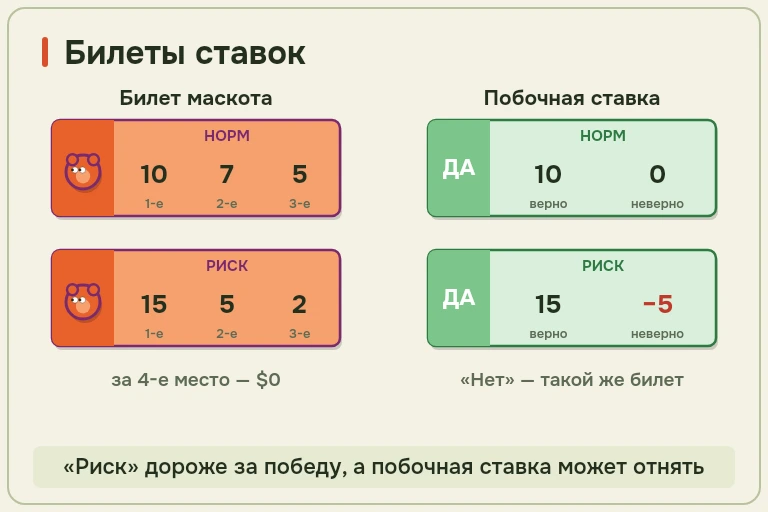 Билеты ставок
Билет маскота
НОРМ
10 7 5
1-е 2-е 3-е
РИСК
15 5 2
1-е 2-е 3-е
за 4-е место — $0
Побочная ставка
НОРМ
ДА
10 0
верно неверно
РИСК
ДА
15 −5
верно неверно
«Нет» — такой же билет
«Риск» дороже за победу, а побочная ставка может отнять